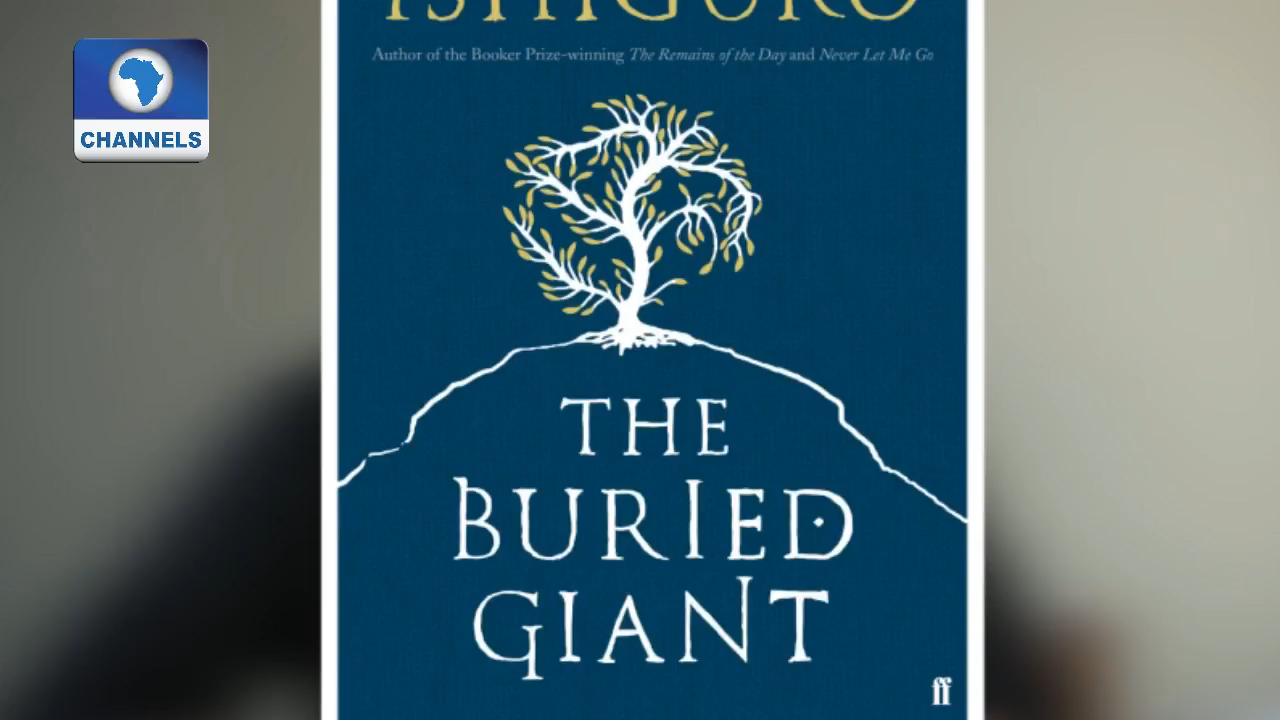 ISHIGURO
Author of the Booker Prize-winning The Remains of the Day and Never Let Me Go
CHANNELS
THE
BURIED
GIANT
ff